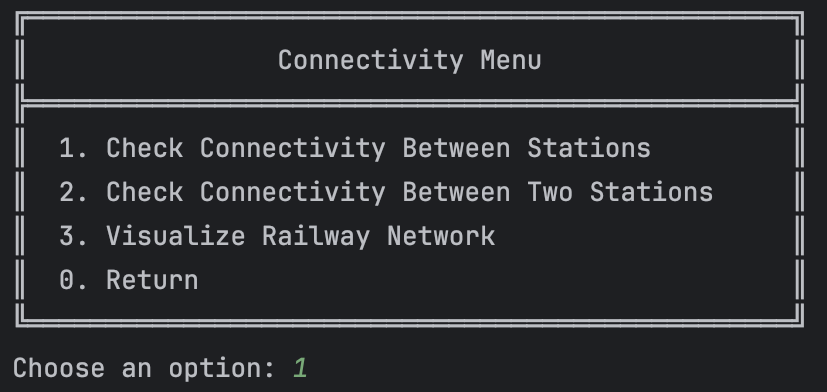 Connectivity Menu
1. Check Connectivity Between Stations
2. Check Connectivity Between Two Stations
3. Visualize Railway Network
0. Return
Choose an option: 1